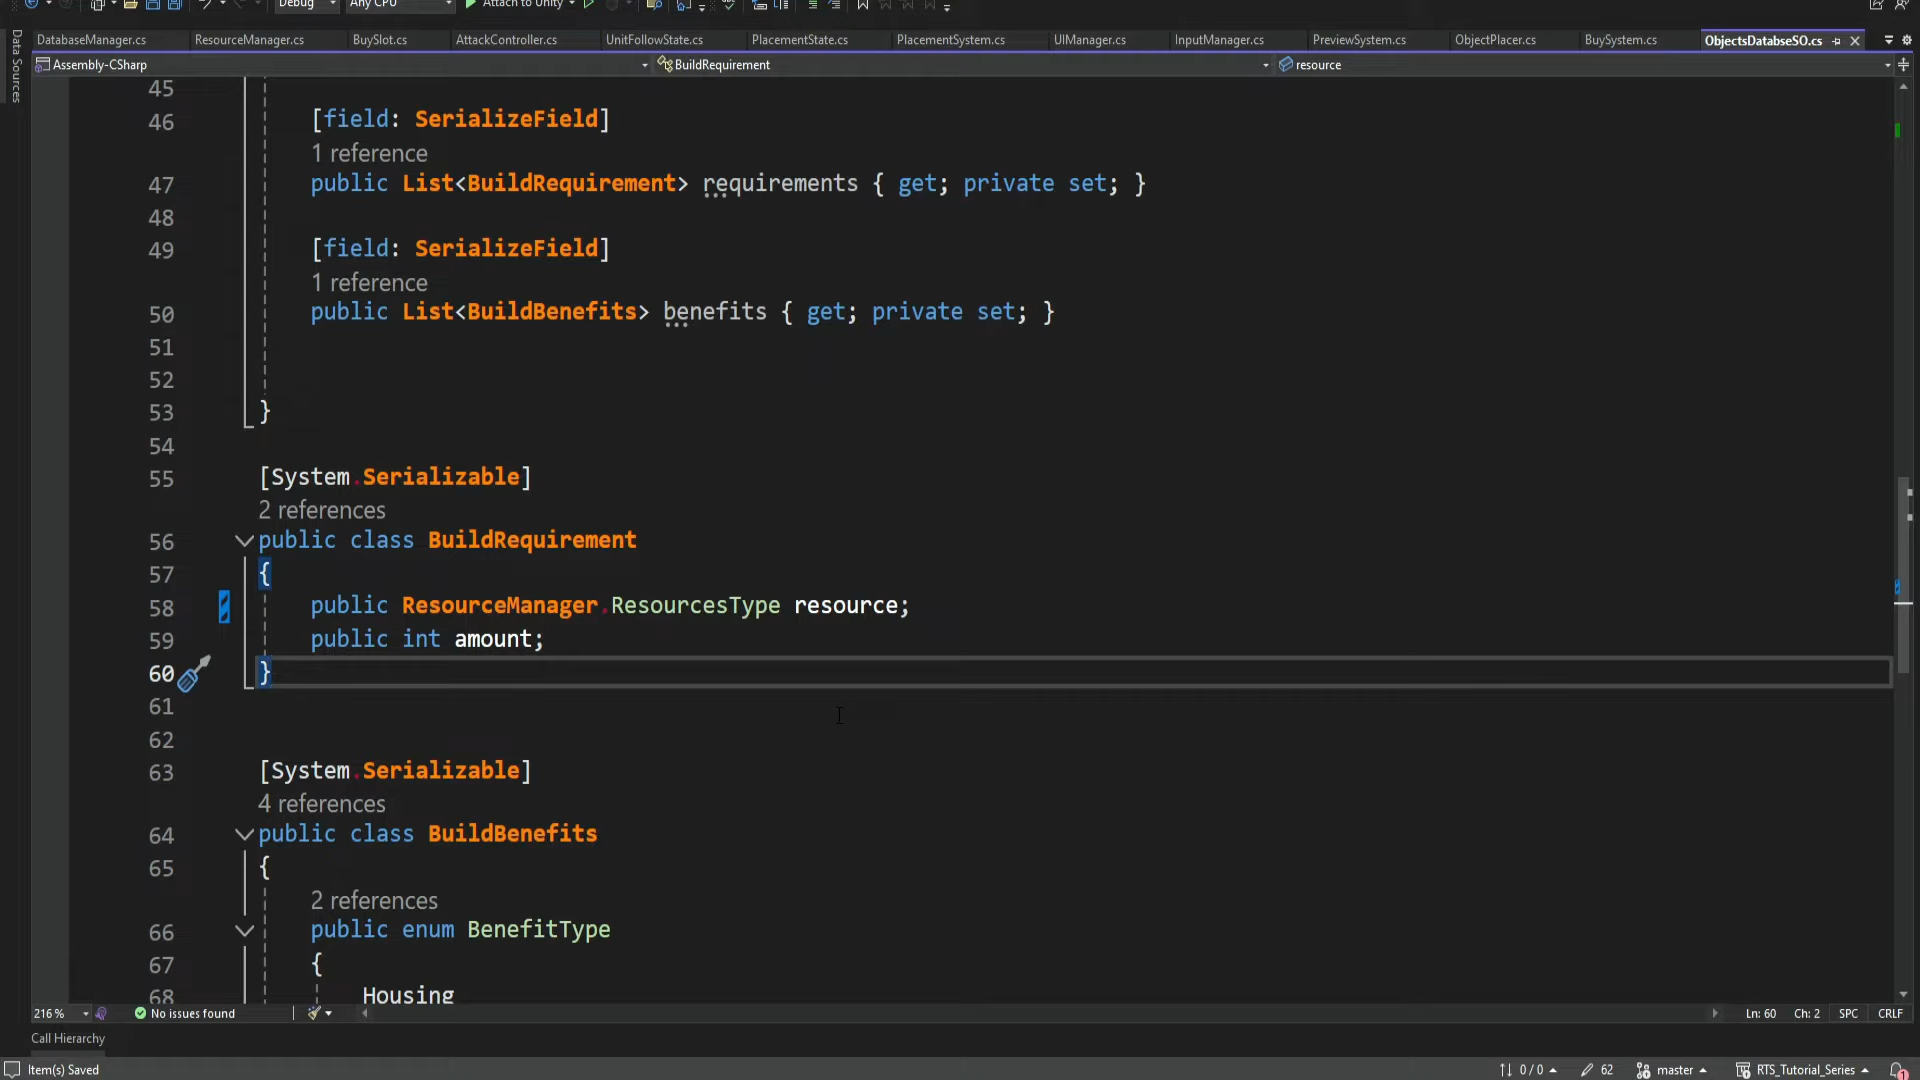 Debug Any CPU Attach to Unity
Data Sources
DatabaseManager.cs ResourceManager.cs BuySlot.cs AttackController.cs UnitFollowState.cs PlacementState.cs PlacementSystem.cs UIManager.cs InputManager.cs PreviewSystem.cs ObjectPlacer.cs BuySystem.cs ObjectsDatabseSO.cs
Assembly-CSharp BuildRequirement resource
45
46 [field: SerializeField]
1 reference
47 public List<BuildRequirement> requirements { get; private set; }
48
49 [field: SerializeField]
1 reference
50 public List<BuildBenefits> benefits { get; private set; }
51
52
53 }
54
55 [System.Serializable]
2 references
56 public class BuildRequirement
57 {
58 public ResourceManager.ResourcesType resource;
59 public int amount;
60 }
61
62
63 [System.Serializable]
4 references
64 public class BuildBenefits
65 {
2 references
66 public enum BenefitType
67 {
68 Housing
216 % No issues found Ln: 60 Ch: 2 SPC CRLF
Call Hierarchy
Item(s) Saved 0 / 0 62 master RTS_Tutorial_Series 1